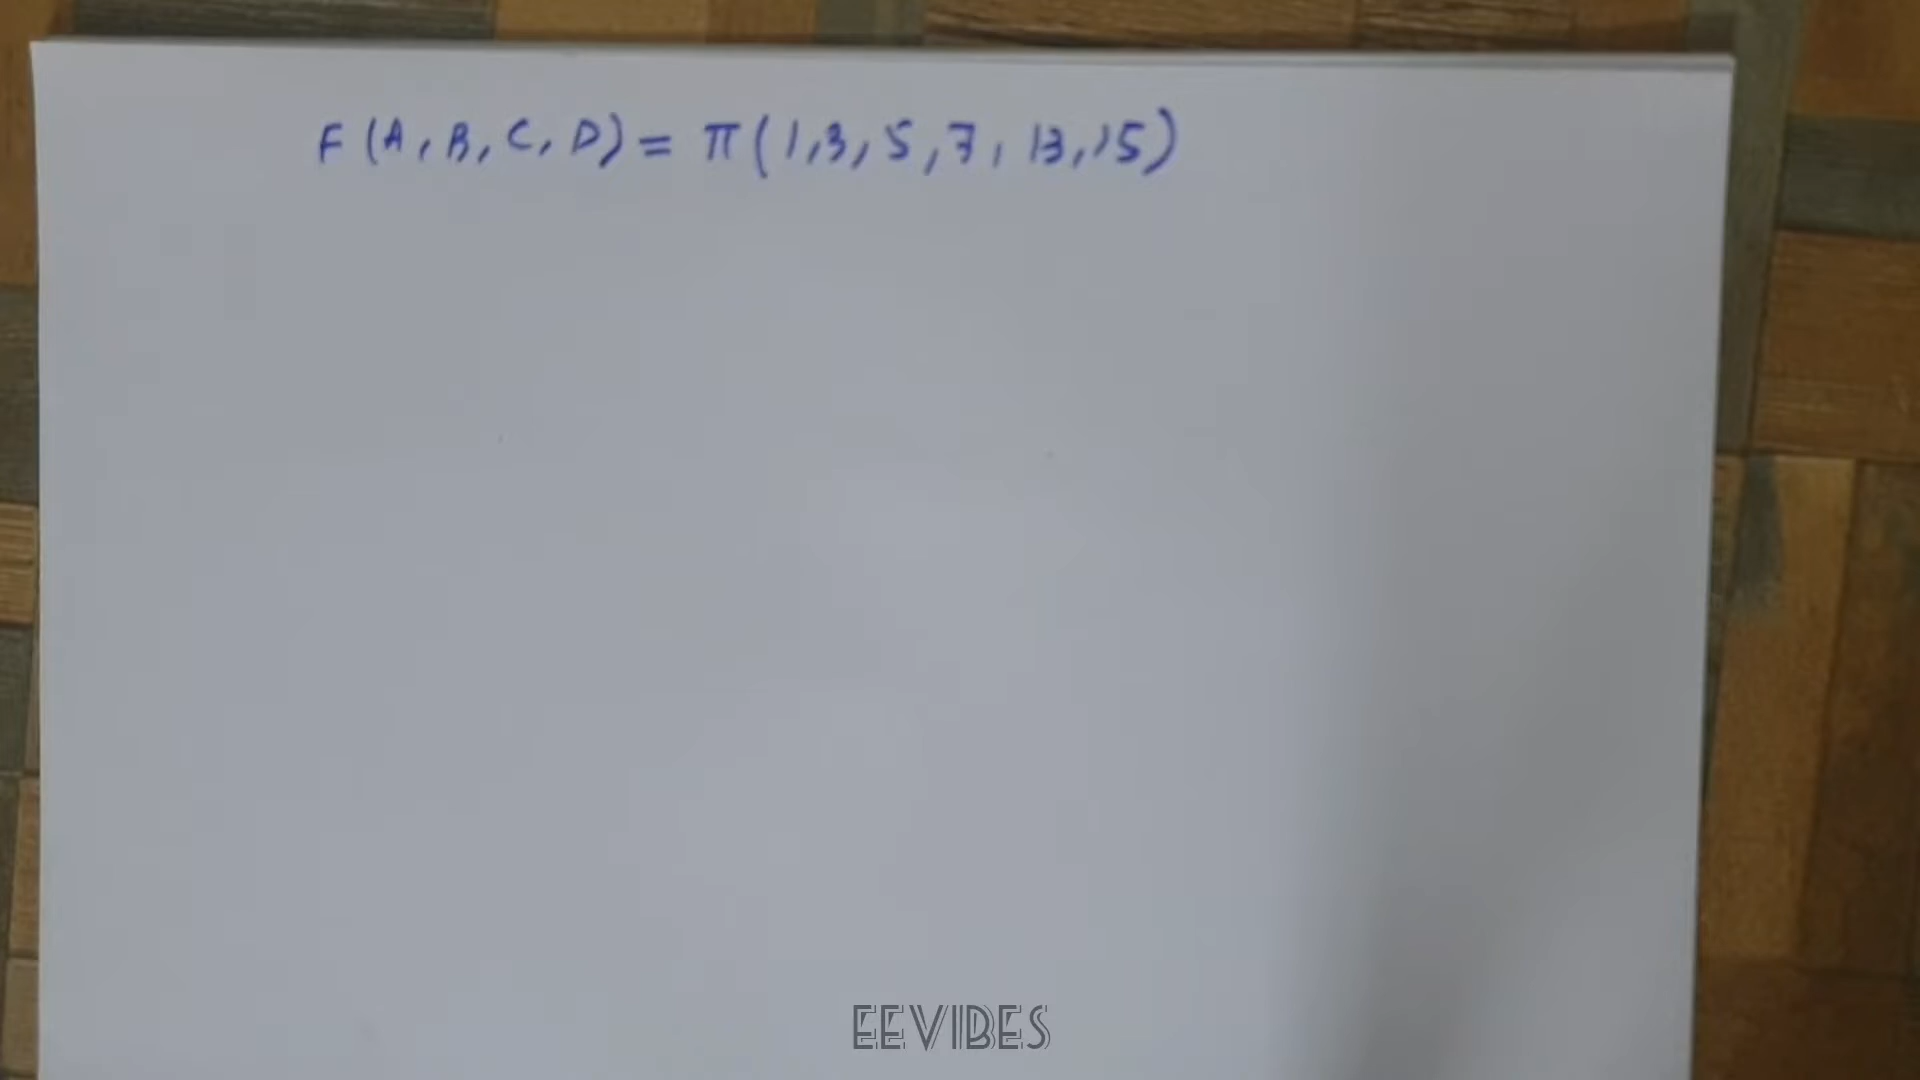 F (A, B, C, D) = π (1,3, 5,7, 13,15)
EEVIBES